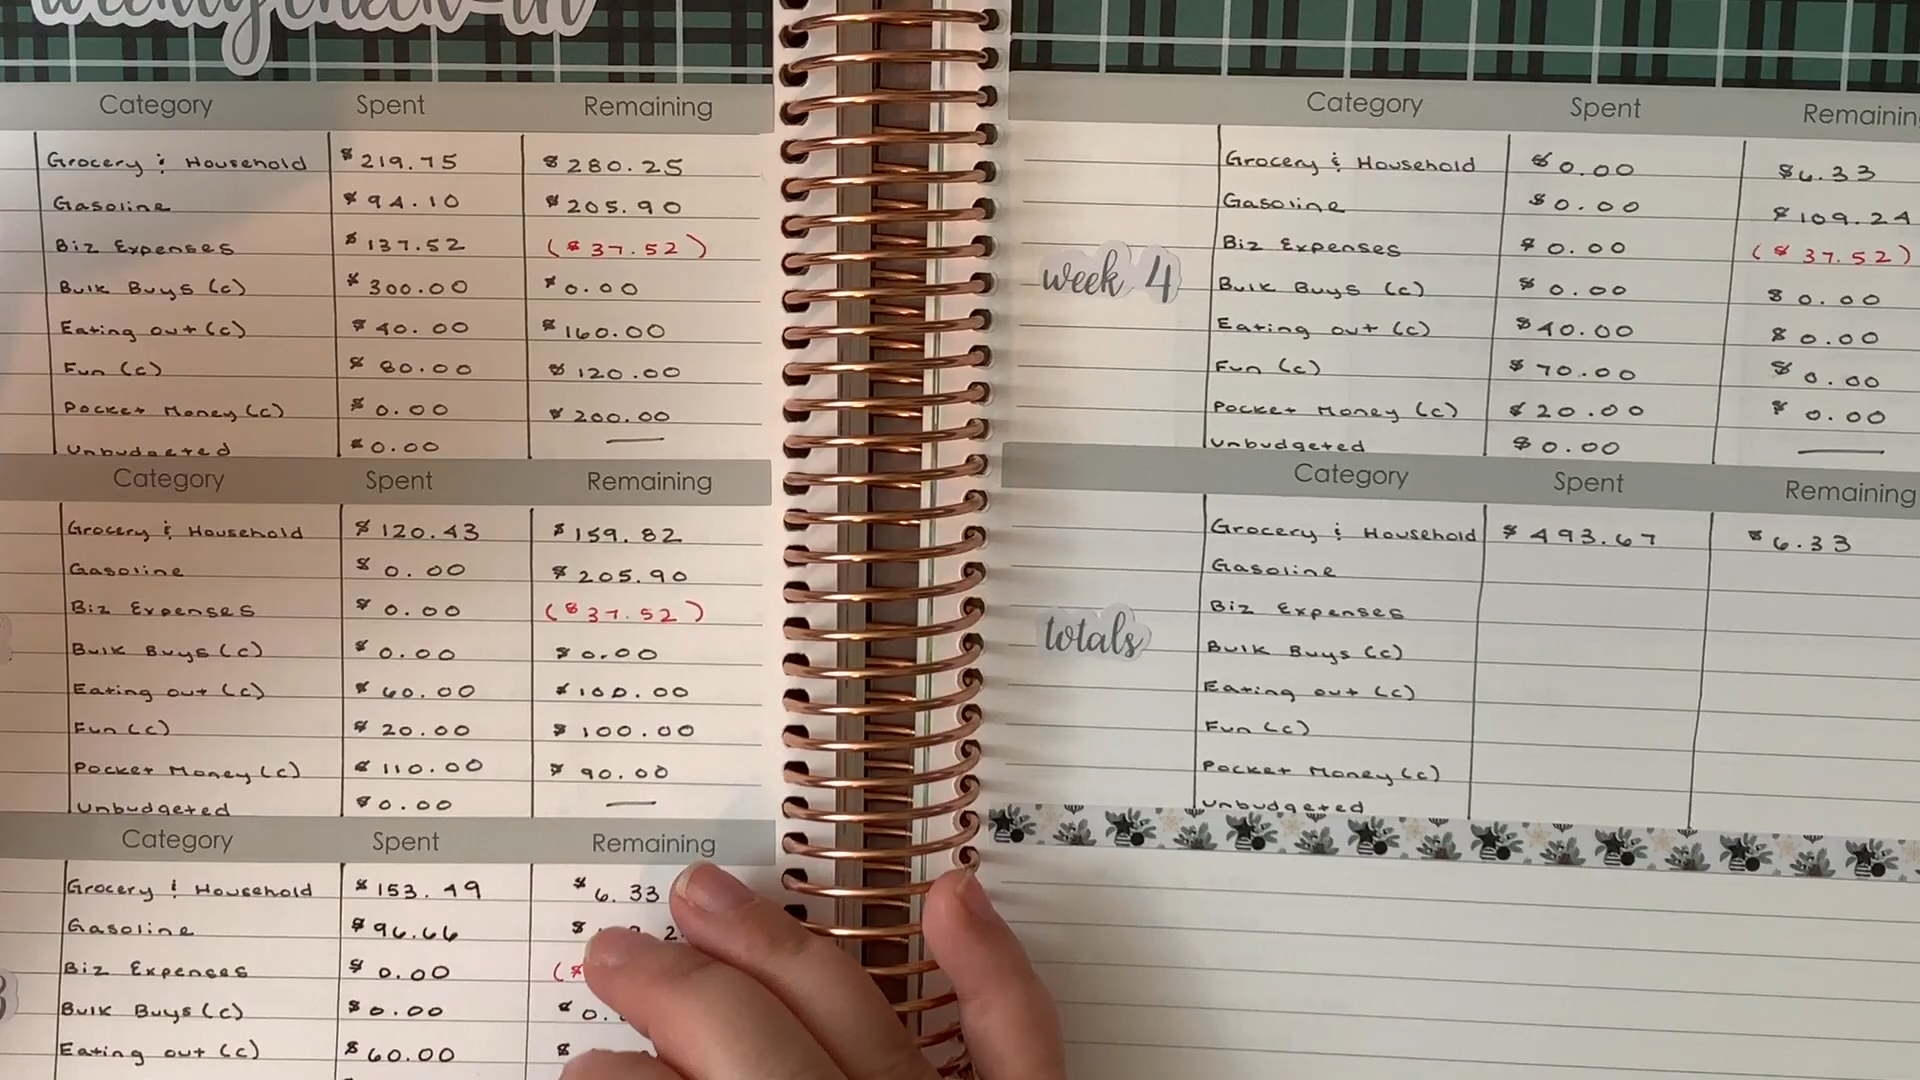 weekly check-in
Category Spent Remaining
Grocery & Household $219.75 $280.25
Gasoline $94.10 $205.90
Biz Expenses $137.52 ($37.52)
Bulk Buys (c) $300.00 $0.00
Eating out (c) $40.00 $160.00
Fun (c) $80.00 $120.00
Pocket Money (c) $0.00 $200.00
Unbudgeted $0.00 —
Category Spent Remaining
Grocery & Household $120.43 $159.82
Gasoline $0.00 $205.90
Biz Expenses $0.00 ($37.52)
Bulk Buys (c) $0.00 $0.00
Eating out (c) $60.00 $100.00
Fun (c) $20.00 $100.00
Pocket Money (c) $110.00 $90.00
Unbudgeted $0.00 —
Category Spent Remaining
Grocery & Household $153.49 $6.33
Gasoline $96.66 $
Biz Expenses $0.00 ($
Bulk Buys (c) $0.00 $0.
Eating out (c) $60.00 $
Category Spent Remaining
week 4
Grocery & Household $0.00 $6.33
Gasoline $0.00 $109.24
Biz Expenses $0.00 ($37.52)
Bulk Buys (c) $0.00 $0.00
Eating out (c) $40.00 $0.00
Fun (c) $70.00 $0.00
Pocket Money (c) $20.00 $0.00
Unbudgeted $0.00 —
Category Spent Remaining
totals
Grocery & Household $493.67 $6.33
Gasoline
Biz Expenses
Bulk Buys (c)
Eating out (c)
Fun (c)
Pocket Money (c)
Unbudgeted